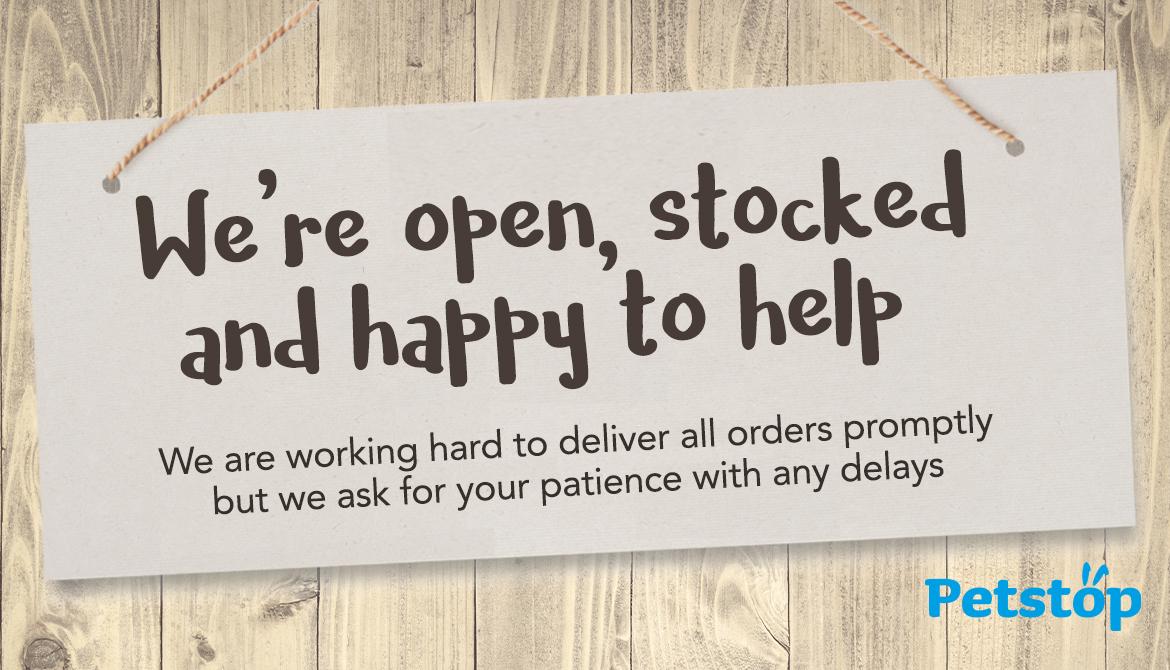 We’re open, stocked
and happy to help
We are working hard to deliver all orders promptly
but we ask for your patience with any delays
Petstop